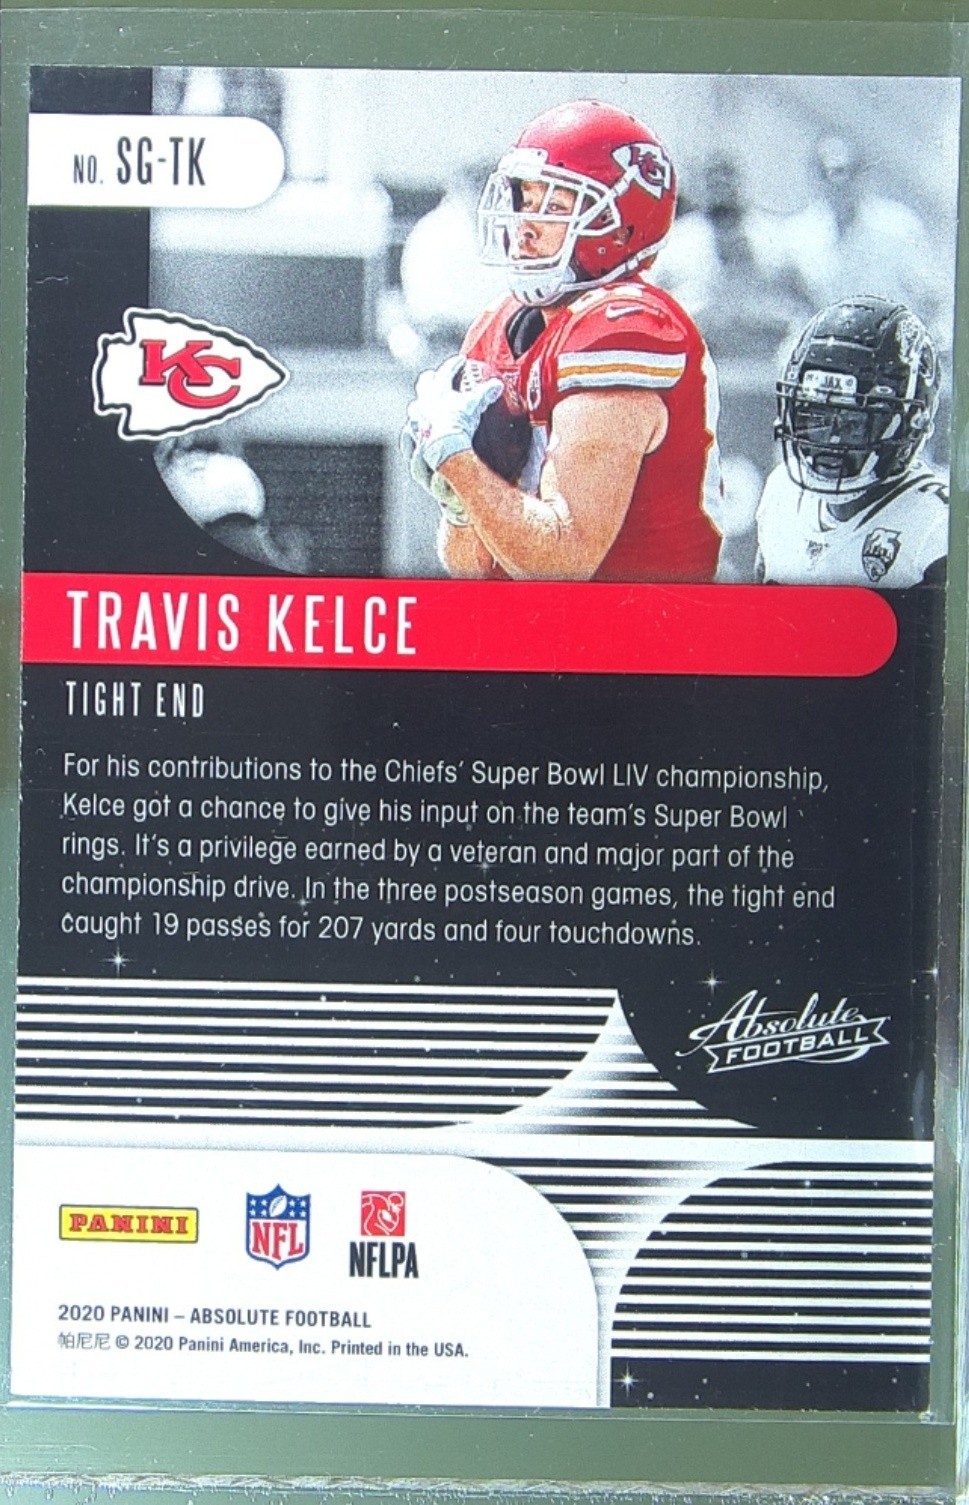 NO. SG-TK
KC
KC
JAX
TRAVIS KELCE
TIGHT END
For his contributions to the Chiefs' Super Bowl LIV championship,
Kelce got a chance to give his input on the team's Super Bowl
rings. It's a privilege earned by a veteran and major part of the
championship drive. In the three postseason games, the tight end
caught 19 passes for 207 yards and four touchdowns.
Absolute
FOOTBALL
PANINI
NFL
NFLPA
2020 PANINI – ABSOLUTE FOOTBALL
帕尼尼 © 2020 Panini America, Inc. Printed in the USA.